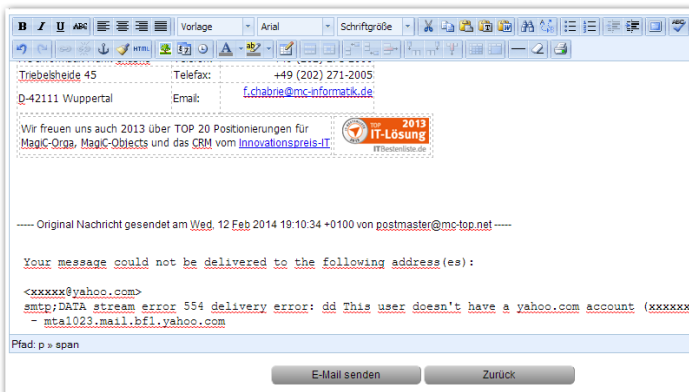 B I U ABC Vorlage Arial Schriftgröße
HTML A
Triebelsheide 45 Telefax: +49 (202) 271-2005
D-42111 Wuppertal Email: f.chabrie@mc-informatik.de
Wir freuen uns auch 2013 über TOP 20 Positionierungen für
MagiC-Orga, MagiC-Objects und das CRM vom Innovationspreis-IT
TOP 2013
IT-Lösung
ITBestenliste.de
----- Original Nachricht gesendet am Wed, 12 Feb 2014 19:10:34 +0100 von postmaster@mc-top.net -----
Your message could not be delivered to the following address(es):
<xxxxx@yahoo.com>
smtp;DATA stream error 554 delivery error: dd This user doesn't have a yahoo.com account (xxxxxx
- mta1023.mail.bf1.yahoo.com
Pfad: p » span
E-Mail senden Zurück